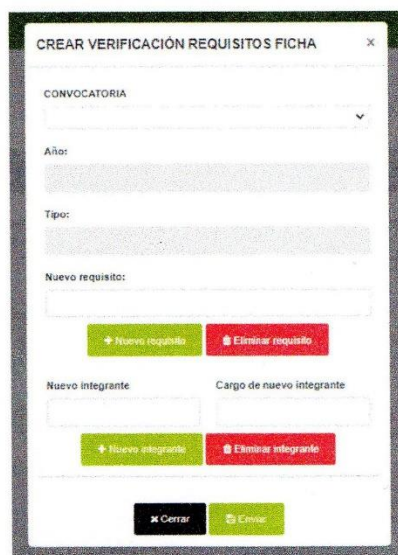 CREAR VERIFICACIÓN REQUISITOS FICHA ×
CONVOCATORIA
Año:
Tipo:
Nuevo requisito:
+ Nuevo requisito Eliminar requisito
Nuevo integrante Cargo de nuevo integrante
+ Nuevo integrante Eliminar integrante
× Cerrar Enviar